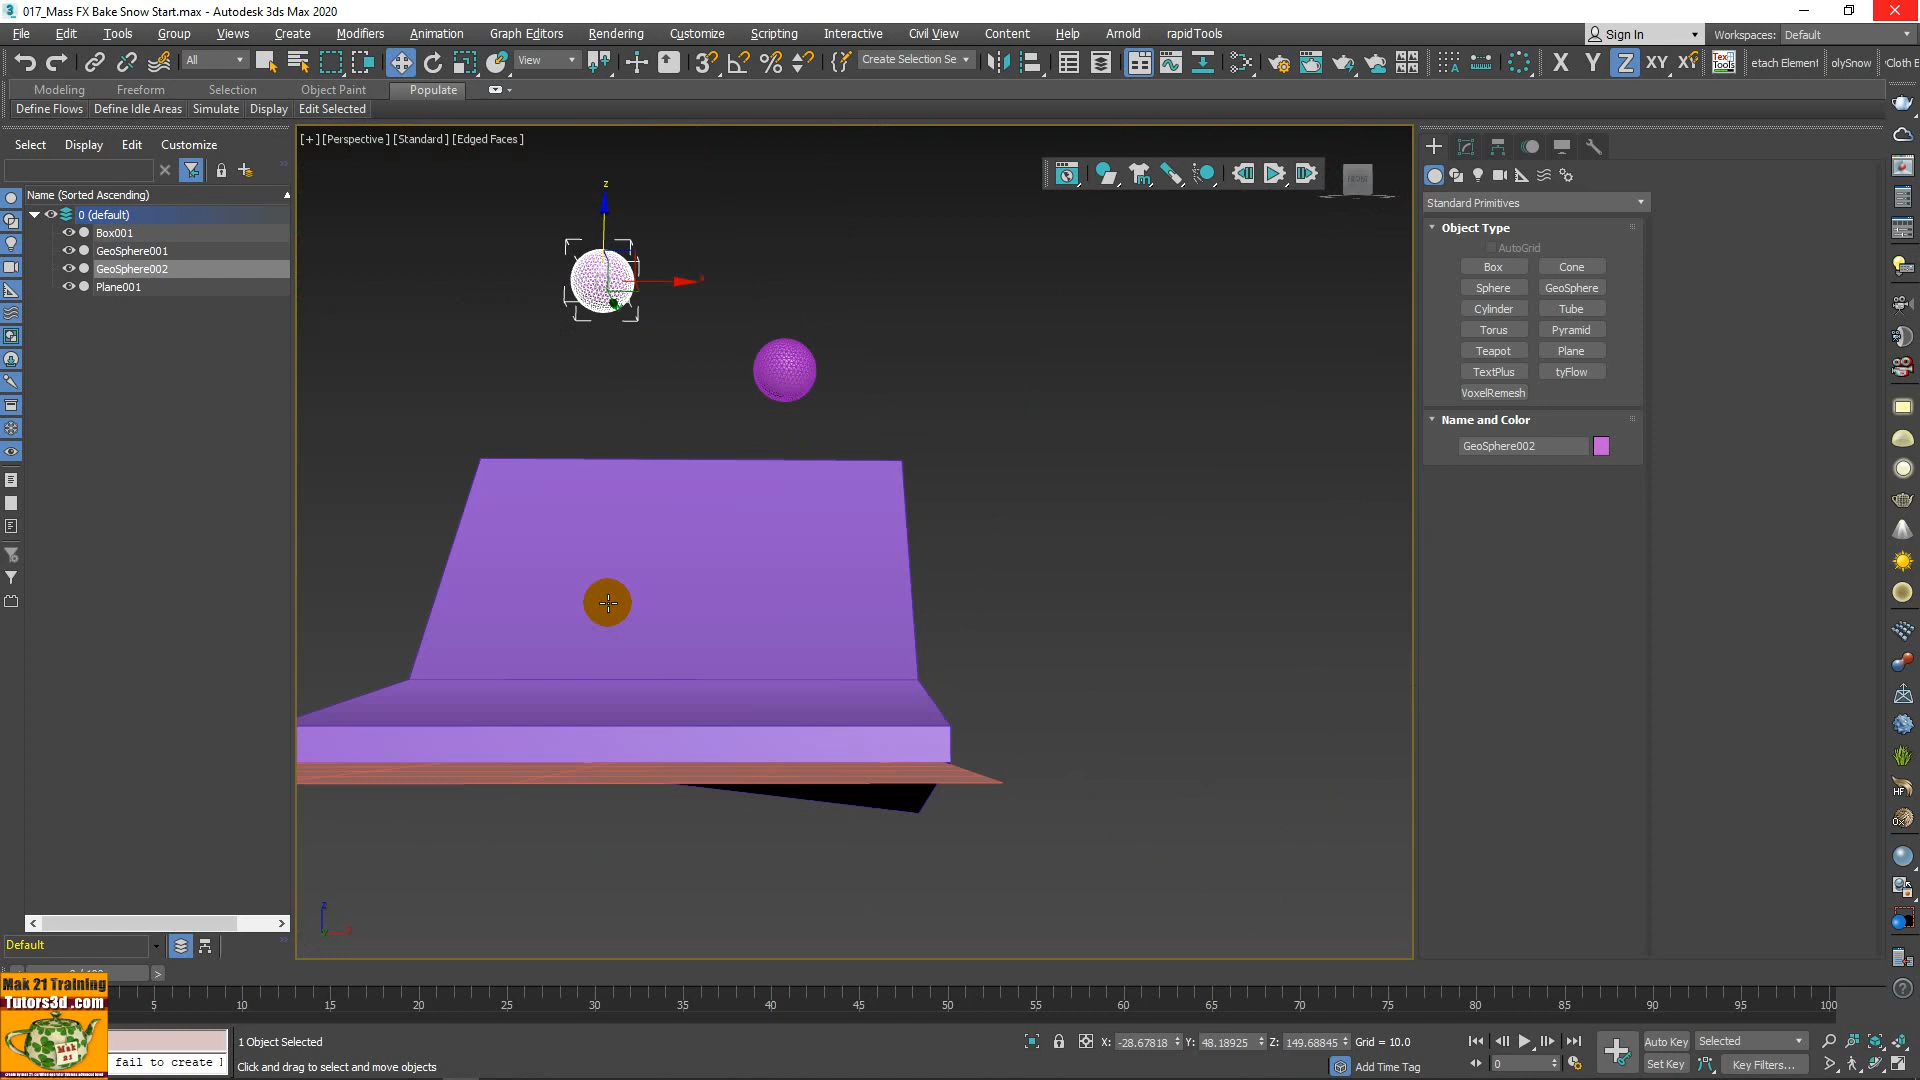 017_Mass FX Bake Snow Start.max - Autodesk 3ds Max 2020
File Edit Tools Group Views Create Modifiers Animation Graph Editors Rendering Customize Scripting Interactive Civil View Content Help Arnold rapidTools
Sign In Workspaces: Default
All View Create Selection Se X Y Z XY XY etach Element olySnow 'Cloth E
Modeling Freeform Selection Object Paint Populate
Define Flows Define Idle Areas Simulate Display Edit Selected
Select Display Edit Customize
[+] [Perspective ] [Standard ] [Edged Faces ]
Name (Sorted Ascending)
0 (default)
Box001
GeoSphere001
GeoSphere002
Plane001
z
x
FRONT
Standard Primitives
Object Type
AutoGrid
Box Cone
Sphere GeoSphere
Cylinder Tube
Torus Pyramid
Teapot Plane
TextPlus tyFlow
VoxelRemesh
Name and Color
GeoSphere002
HF
Default
Mak 21 Training
Tutors3d .com
Mak
21
5 10 15 20 25 30 35 40 45 50 55 60 65 70 75 80 85 90 95 100
1 Object Selected
X: -28.67818 Y: 48.18925 Z: 149.68845 Grid = 10.0
Auto Key Selected
fail to create
Click and drag to select and move objects
Add Time Tag
0
Set Key Key Filters...